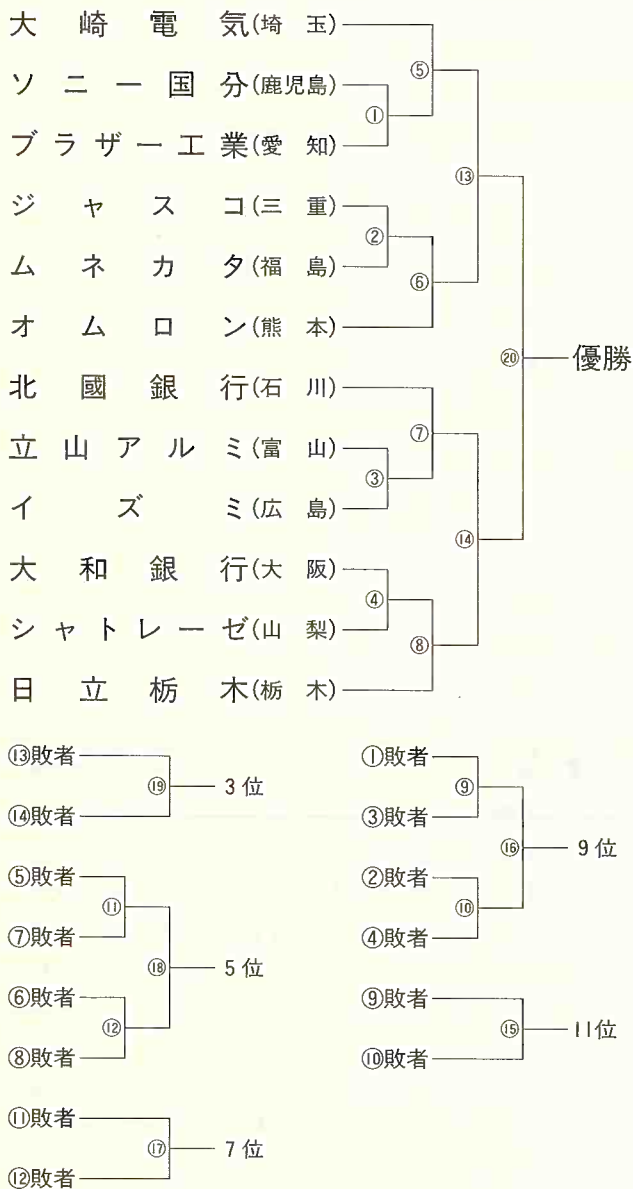 大崎電気(埼玉)
ソニー国分(鹿児島)
ブラザー工業(愛知)
ジャスコ(三重)
ムネカタ(福島)
オムロン(熊本)
北國銀行(石川)
立山アルミ(富山)
イズミ(広島)
大和銀行(大阪)
シャトレーゼ(山梨)
日立栃木(栃木)
①
②
③
④
⑤
⑥
⑦
⑧
⑬
⑭
⑳
優勝
⑬敗者
⑭敗者
⑲
3位
⑤敗者
⑦敗者
⑥敗者
⑧敗者
⑪
⑫
⑱
5位
⑪敗者
⑫敗者
⑰
7位
①敗者
③敗者
②敗者
④敗者
⑨
⑩
⑯
9位
⑨敗者
⑩敗者
⑮
11位